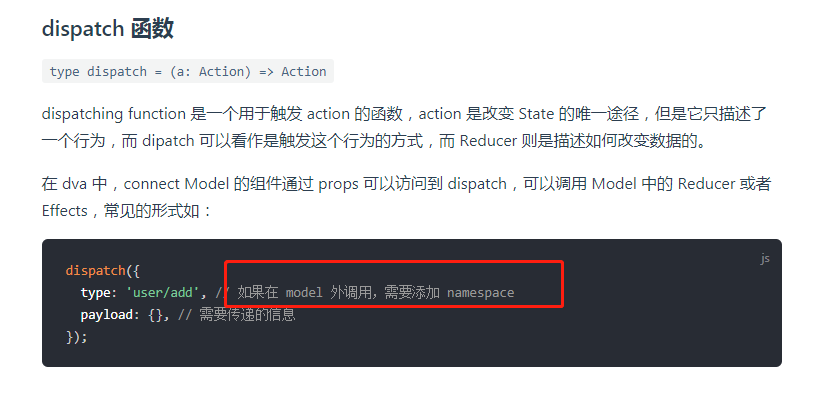 dispatch 函数
type dispatch = (a: Action) => Action
dispatching function 是一个用于触发 action 的函数，action 是改变 State 的唯一途径，但是它只描述了
一个行为，而 dipatch 可以看作是触发这个行为的方式，而 Reducer 则是描述如何改变数据的。
在 dva 中，connect Model 的组件通过 props 可以访问到 dispatch，可以调用 Model 中的 Reducer 或者
Effects，常见的形式如：
js
dispatch({
type: 'user/add', // 如果在 model 外调用，需要添加 namespace
payload: {}, // 需要传递的信息
});